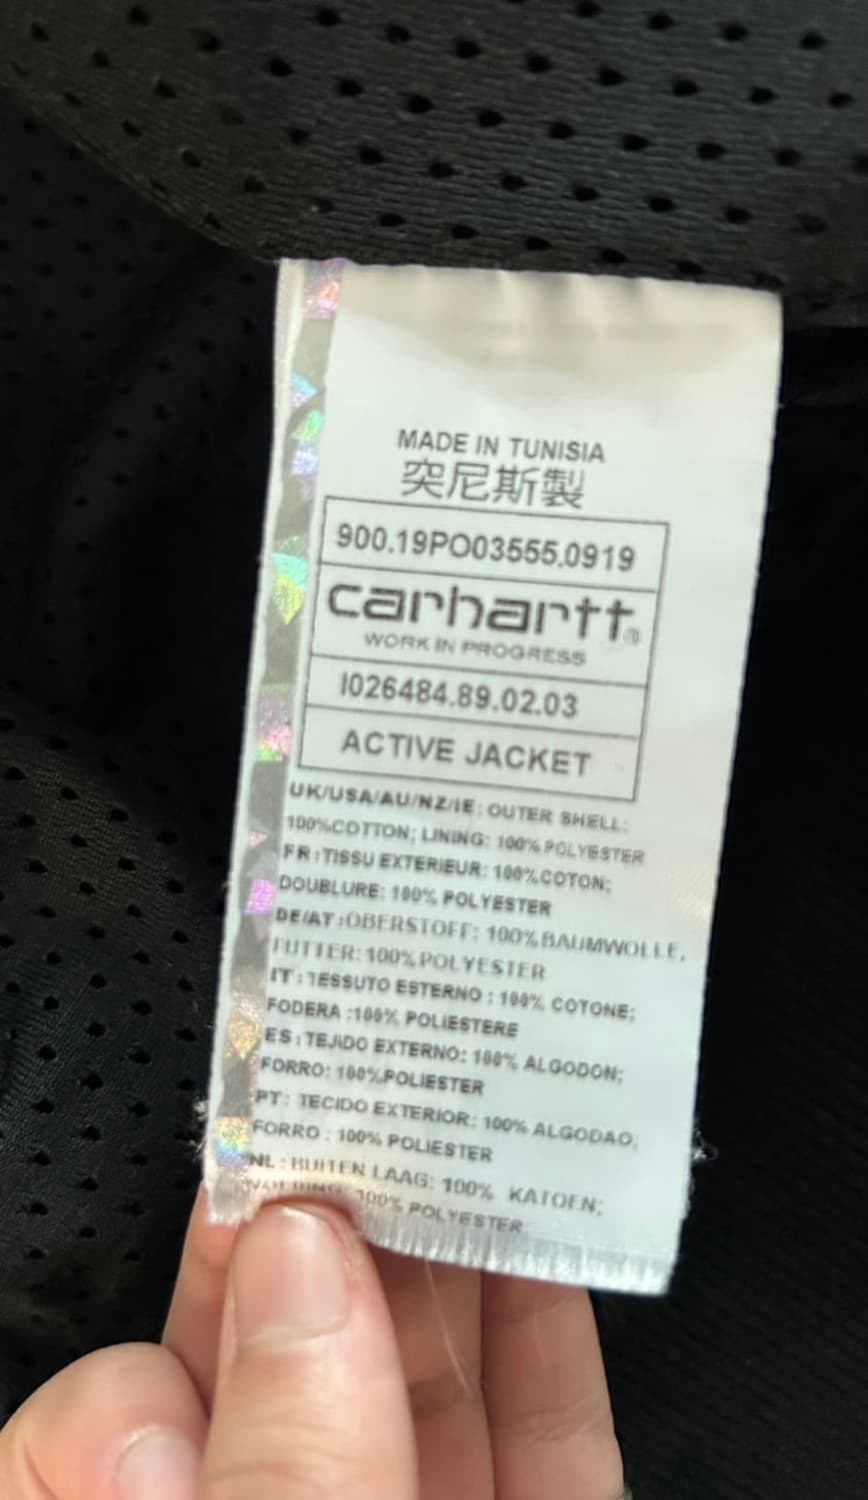 MADE IN TUNISIA
突尼斯製
900.19PO03555.0919
carhartt®
WORK IN PROGRESS
I026484.89.02.03
ACTIVE JACKET
UK/USA/AU/NZ/IE: OUTER SHELL:
100%COTTON; LINING: 100% POLYESTER
FR:TISSU EXTERIEUR: 100%COTON;
DOUBLURE: 100% POLYESTER
DE/AT:OBERSTOFF: 100%BAUMWOLLE,
FUTTER: 100% POLYESTER
IT:TESSUTO ESTERNO : 100% COTONE;
FODERA :100% POLIESTERE
ES:TEJIDO EXTERNO: 100% ALGODON;
FORRO: 100%POLIESTER
PT: TECIDO EXTERIOR: 100% ALGODAO,
FORRO : 100% POLIESTER
NL:BUITEN LAAG: 100% KATOEN;
100% POLYESTER